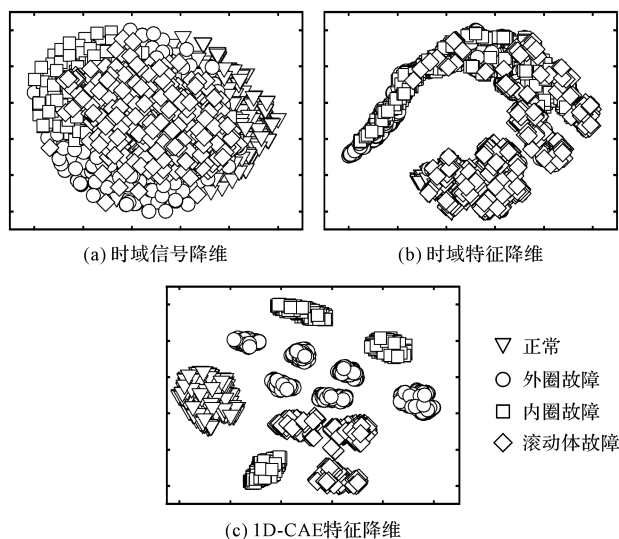 (a) 时域信号降维
(b) 时域特征降维
正常
外圈故障
内圈故障
滚动体故障
(c) 1D-CAE特征降维